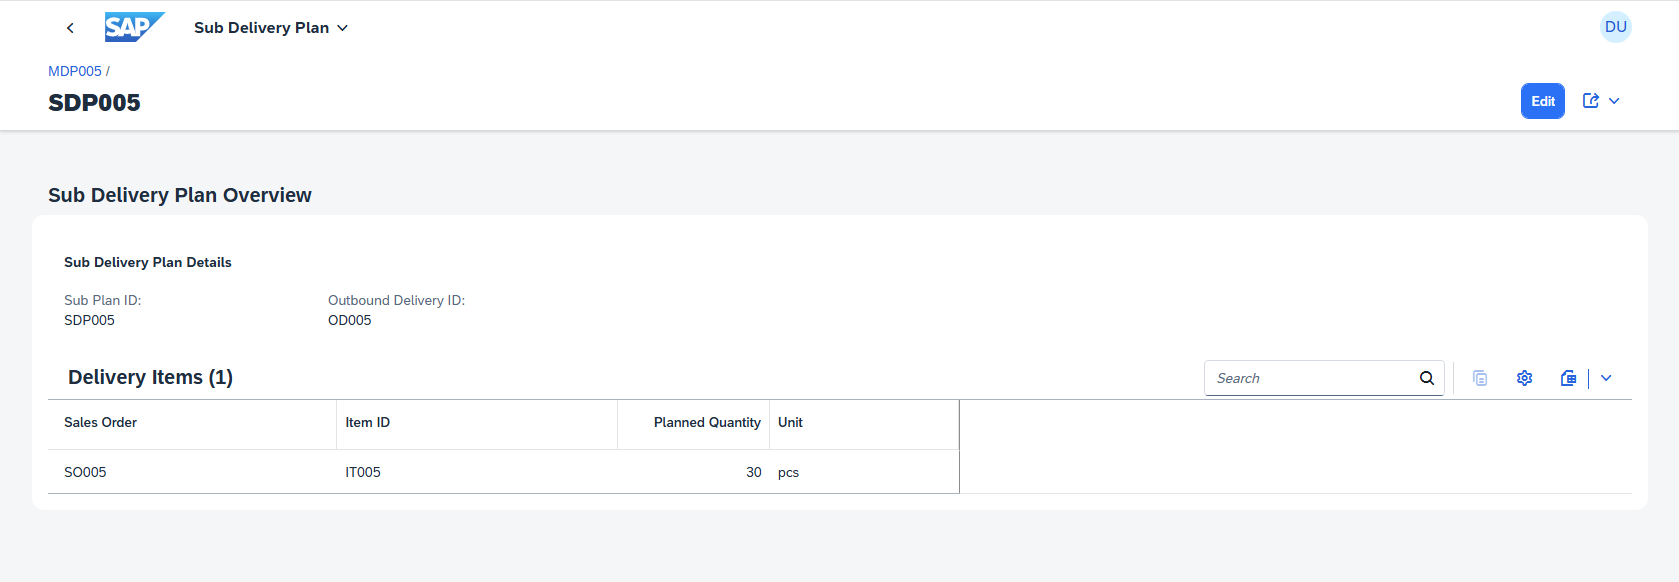 SAP Sub Delivery Plan DU
MDP005 /
SDP005 Edit
Sub Delivery Plan Overview
Sub Delivery Plan Details
Sub Plan ID: Outbound Delivery ID:
SDP005 OD005
Delivery Items (1) Search
Sales Order Item ID Planned Quantity Unit
SO005 IT005 30 pcs